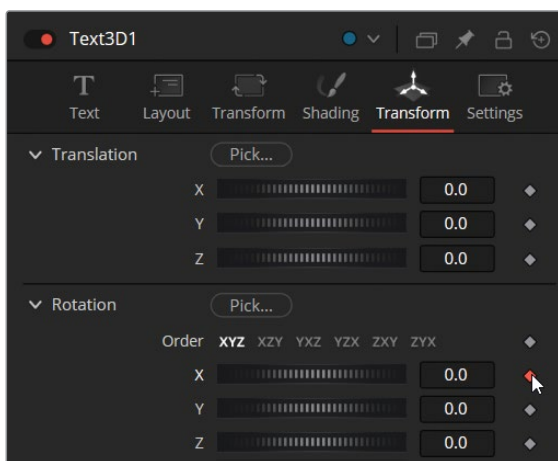 Text3D1
T
Text Layout Transform Shading Transform Settings
Translation Pick...
X 0.0
Y 0.0
Z 0.0
Rotation Pick...
Order XYZ XZY YXZ YZX ZXY ZYX
X 0.0
Y 0.0
Z 0.0